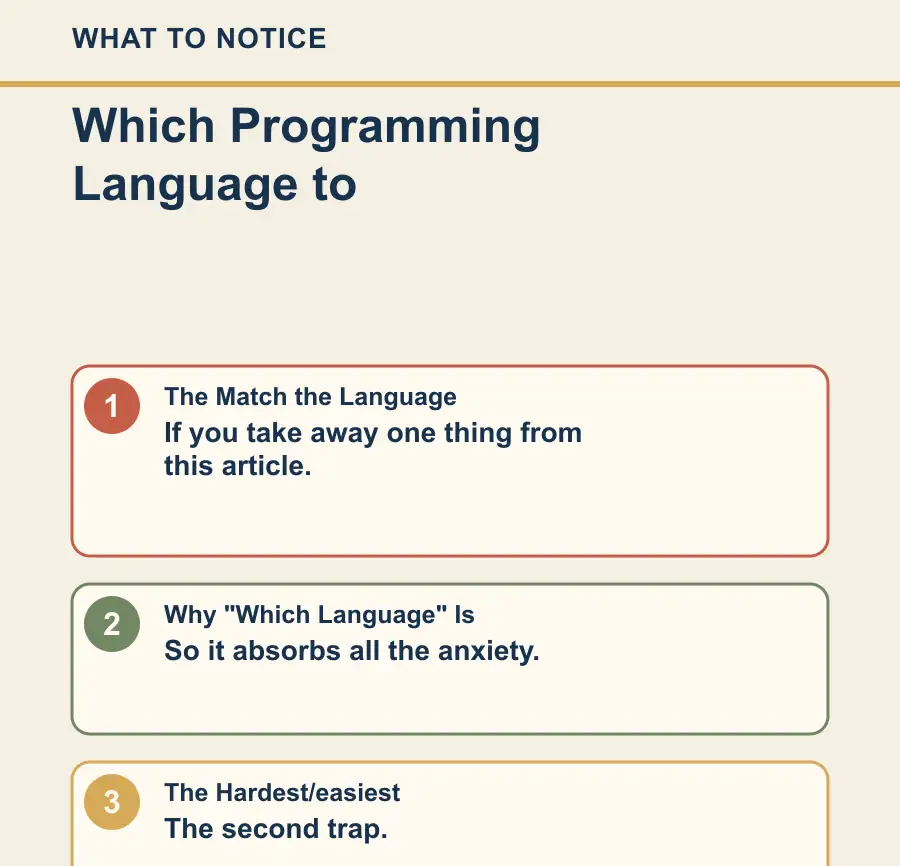 WHAT TO NOTICE
Which Programming
Language to
1
The Match the Language
If you take away one thing from
this article.
2
Why "Which Language" Is
So it absorbs all the anxiety.
3
The Hardest/easiest
The second trap.